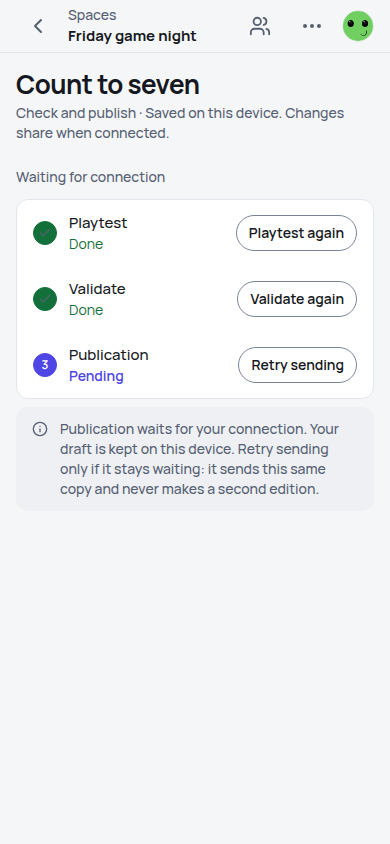 Spaces
Friday game night
Count to seven
Check and publish · Saved on this device. Changes
share when connected.
Waiting for connection
Playtest
Done
Playtest again
Validate
Done
Validate again
3
Publication
Pending
Retry sending
Publication waits for your connection. Your
draft is kept on this device. Retry sending
only if it stays waiting: it sends this same
copy and never makes a second edition.